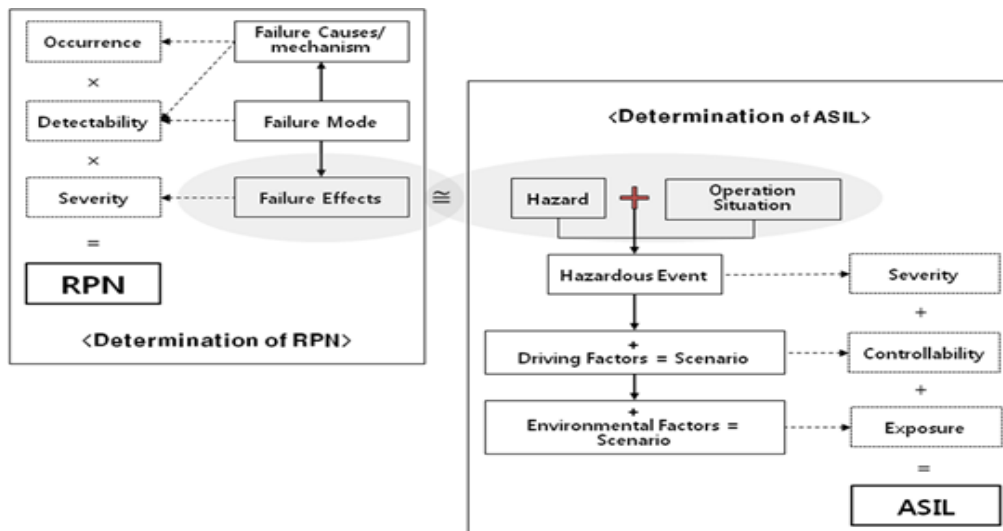 Occurrence
Failure Causes/
mechanism
×
Detectability
Failure Mode
×
Severity
Failure Effects
=
RPN
<Determination of RPN>
≅
<Determination of ASIL>
Hazard
+
Operation
Situation
Hazardous Event
Severity
+
+
Driving Factors = Scenario
Controllability
+
+
Environmental Factors =
Scenario
Exposure
=
ASIL